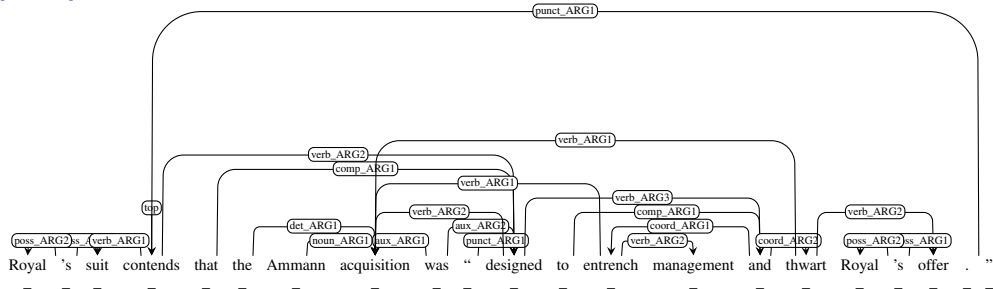 punct_ARG1
verb_ARG1
verb_ARG2
comp_ARG1
verb_ARG1
verb_ARG3
top
verb_ARG2 aux_ARG2 comp_ARG1 verb_ARG2
det_ARG1 coord_ARG1
poss_ARG2 verb_ARG1 noun_ARG1 aux_ARG1 punct_ARG1 verb_ARG2 coord_ARG2 poss_ARG2
Royal 's suit contends that the Ammann acquisition was “ designed to entrench management and thwart Royal 's offer . ”
_ _ _ _ _ _ _ _ _ _ _ _ _ _ _ _ _ _ _ _ _